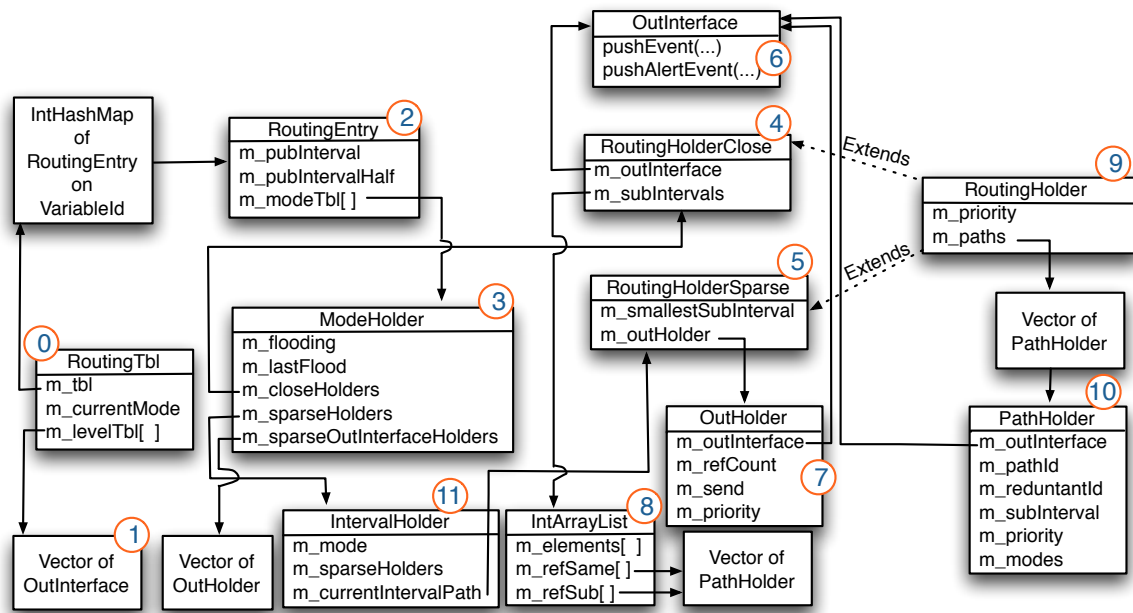 OutInterface
pushEvent(...)
pushAlertEvent(...)
6
IntHashMap
of
RoutingEntry
on
VariableId
2
RoutingEntry
m_pubInterval
m_pubIntervalHalf
m_modeTbl[ ]
4
RoutingHolderClose
m_outInterface
m_subIntervals
Extends
Extends
9
RoutingHolder
m_priority
m_paths
5
RoutingHolderSparse
m_smallestSubInterval
m_outHolder
3
ModeHolder
m_flooding
m_lastFlood
m_closeHolders
m_sparseHolders
m_sparseOutInterfaceHolders
0
RoutingTbl
m_tbl
m_currentMode
m_levelTbl[ ]
Vector of
PathHolder
OutHolder
m_outInterface
m_refCount
m_send
m_priority
7
10
PathHolder
m_outInterface
m_pathId
m_reduntantId
m_subInterval
m_priority
m_modes
1
Vector of
OutInterface
Vector of
OutHolder
11
IntervalHolder
m_mode
m_sparseHolders
m_currentIntervalPath
8
IntArrayList
m_elements[ ]
m_refSame[ ]
m_refSub[ ]
Vector of
PathHolder